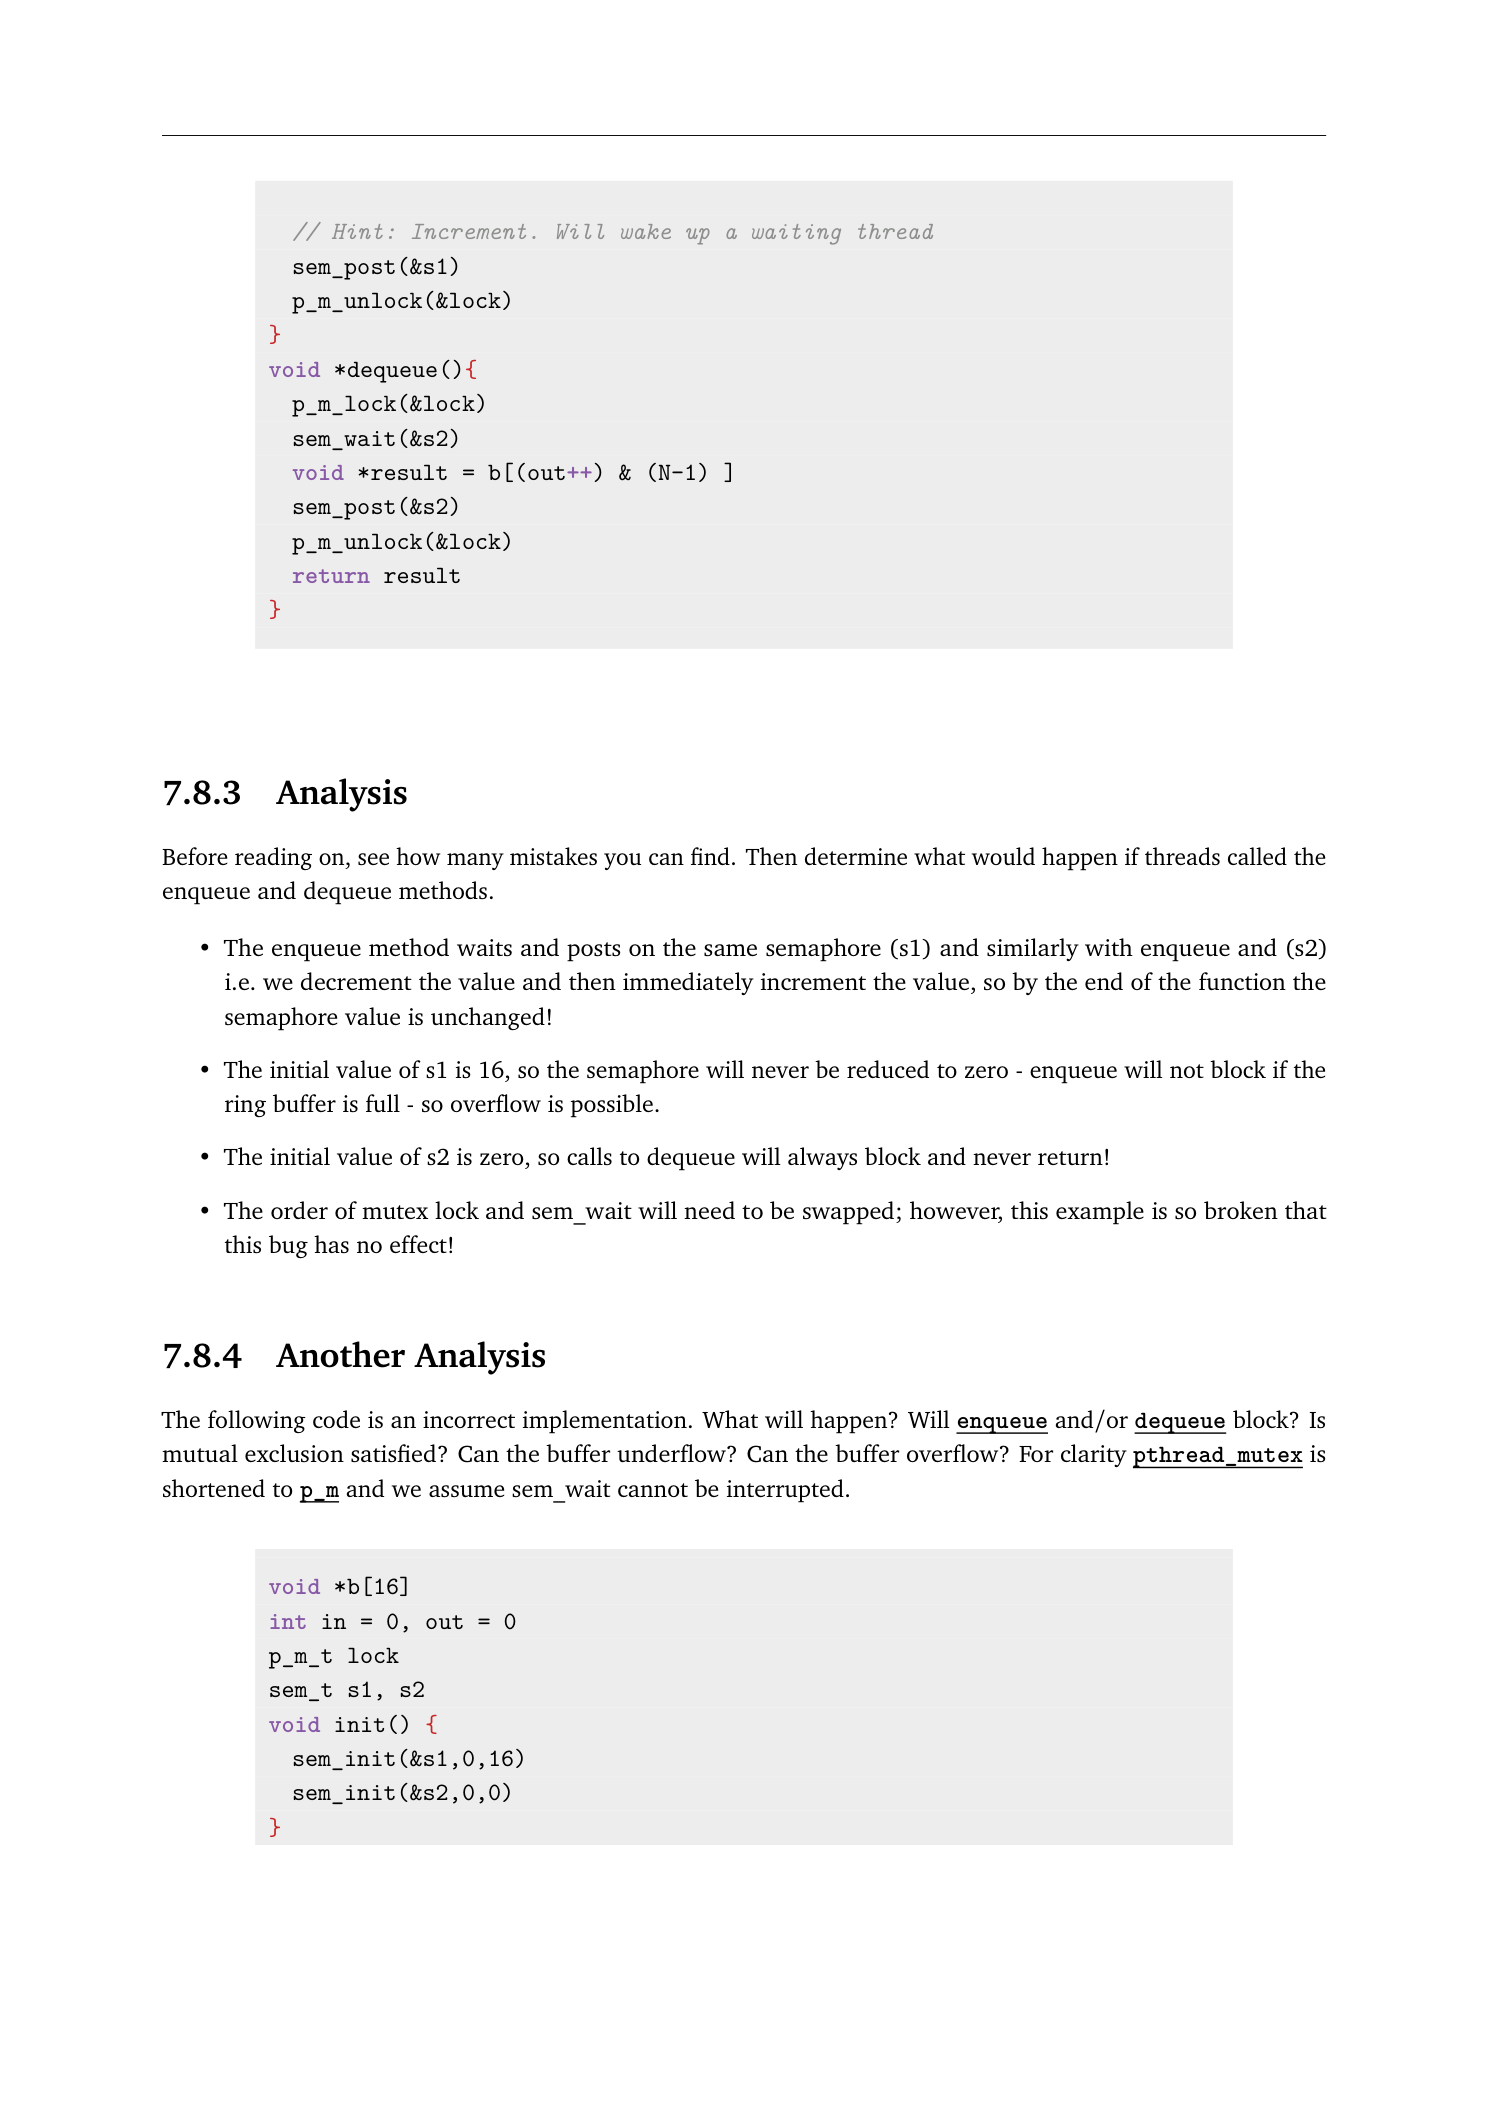 // Hint: Increment. Will wake up a waiting thread
sem_post(&s1)
p_m_unlock(&lock)
}
void *dequeue(){
p_m_lock(&lock)
sem_wait(&s2)
void *result = b[(out++) & (N-1) ]
sem_post(&s2)
p_m_unlock(&lock)
return result
}
7.8.3 Analysis
Before reading on, see how many mistakes you can find. Then determine what would happen if threads called the
enqueue and dequeue methods.
• The enqueue method waits and posts on the same semaphore (s1) and similarly with enqueue and (s2)
i.e. we decrement the value and then immediately increment the value, so by the end of the function the
semaphore value is unchanged!
• The initial value of s1 is 16, so the semaphore will never be reduced to zero - enqueue will not block if the
ring buffer is full - so overflow is possible.
• The initial value of s2 is zero, so calls to dequeue will always block and never return!
• The order of mutex lock and sem_wait will need to be swapped; however, this example is so broken that
this bug has no effect!
7.8.4 Another Analysis
The following code is an incorrect implementation. What will happen? Will enqueue and/or dequeue block? Is
mutual exclusion satisfied? Can the buffer underflow? Can the buffer overflow? For clarity pthread_mutex is
shortened to p_m and we assume sem_wait cannot be interrupted.
void *b[16]
int in = 0, out = 0
p_m_t lock
sem_t s1, s2
void init() {
sem_init(&s1,0,16)
sem_init(&s2,0,0)
}